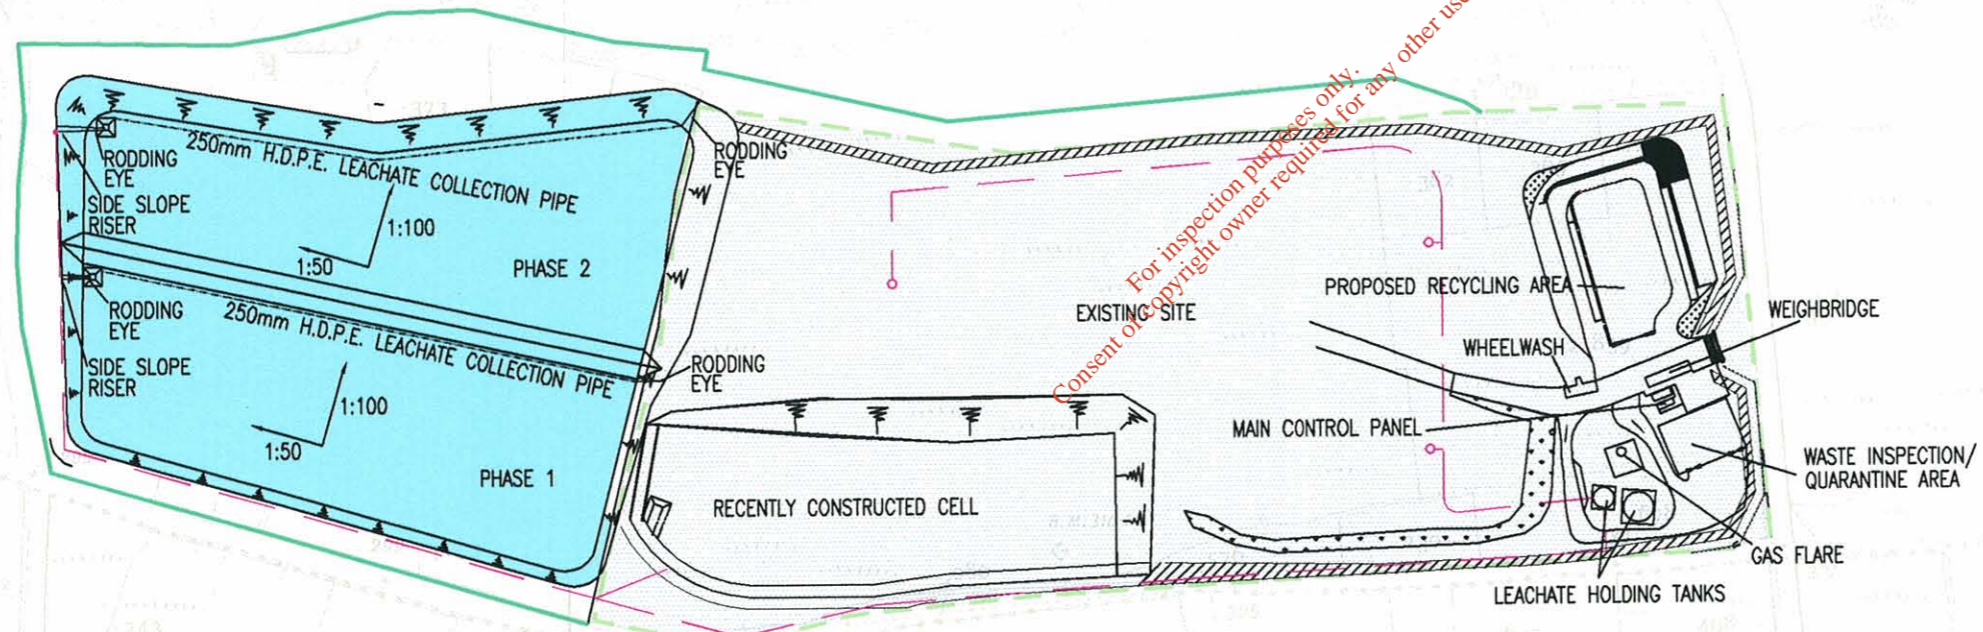 For inspection purposes only.
Consent of copyright owner required for any other use
RODDING
EYE
250mm H.D.P.E. LEACHATE COLLECTION PIPE
RODDING
EYE
SIDE SLOPE
RISER
1:100
1:50
PHASE 2
RODDING
EYE
250mm H.D.P.E. LEACHATE COLLECTION PIPE
SIDE SLOPE
RISER
RODDING
EYE
1:100
1:50
PHASE 1
EXISTING SITE
PROPOSED RECYCLING AREA
WEIGHBRIDGE
WHEELWASH
MAIN CONTROL PANEL
RECENTLY CONSTRUCTED CELL
WASTE INSPECTION/
QUARANTINE AREA
GAS FLARE
LEACHATE HOLDING TANKS